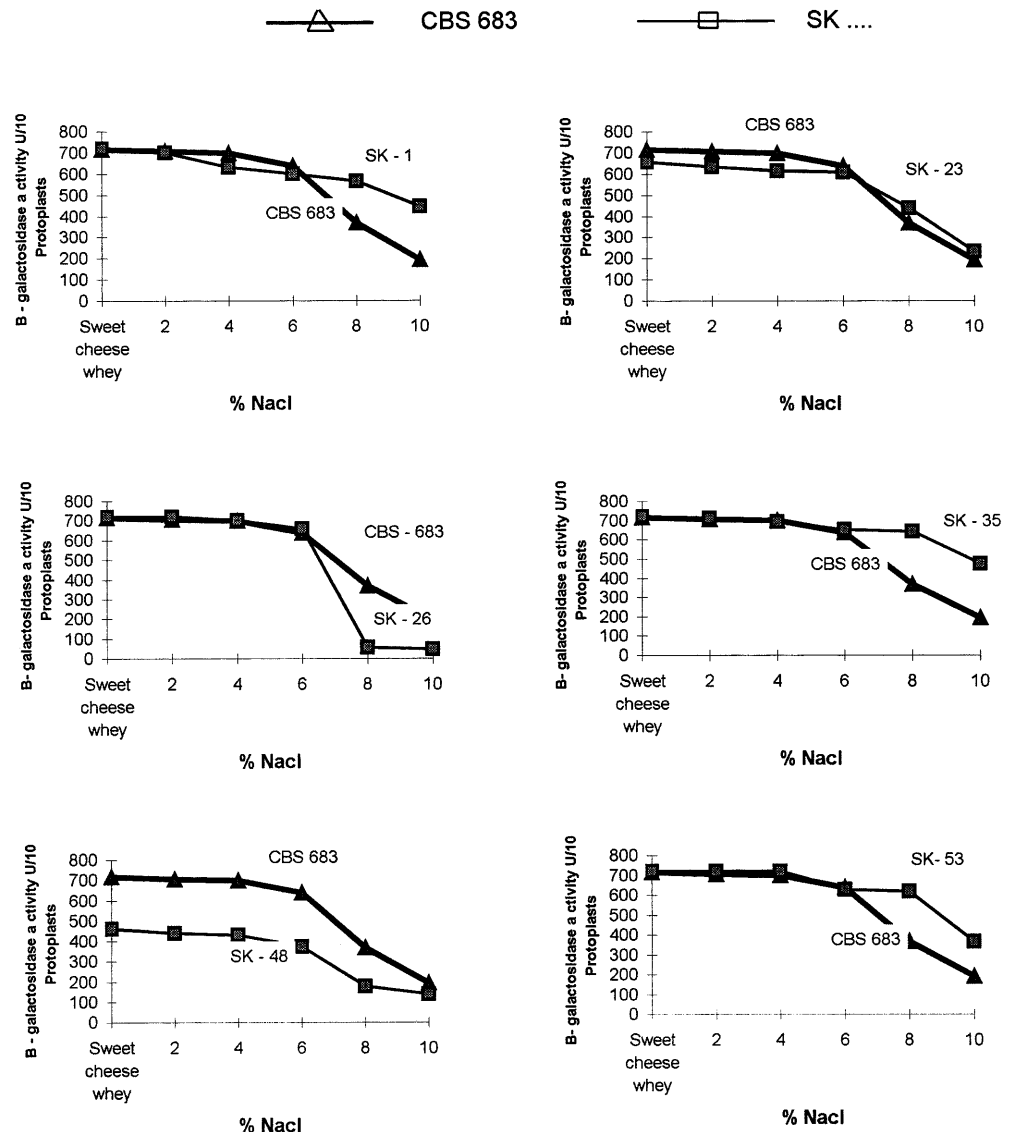 CBS 683
SK ....
B - galactosidase a ctivity U/10
Protoplasts
800
700
600
500
400
300
200
100
0
SK - 1
CBS 683
Sweet
cheese
whey
2 4 6 8 10
% Nacl
B- galactosidase a ctivity U/10
Protoplasts
800
700
600
500
400
300
200
100
0
CBS 683
SK - 23
Sweet
cheese
whey
2 4 6 8 10
% Nacl
B- galactosidase a ctivity U/10
Protoplasts
800
700
600
500
400
300
200
100
0
CBS - 683
SK - 26
Sweet
cheese
whey
2 4 6 8 10
% Nacl
B- galactosidase a ctivity U/10
Protoplasts
800
700
600
500
400
300
200
100
0
SK - 35
CBS 683
Sweet
cheese
whey
2 4 6 8 10
% Nacl
B - galactosidase a ctivity U/10
Protoplasts
800
700
600
500
400
300
200
100
0
CBS 683
SK - 48
Sweet
cheese
whey
2 4 6 8 10
% Nacl
B - galactosidase a ctivity U/10
Protoplasts
800
700
600
500
400
300
200
100
0
SK- 53
CBS 683
Sweet
cheese
whey
2 4 6 8 10
% Nacl